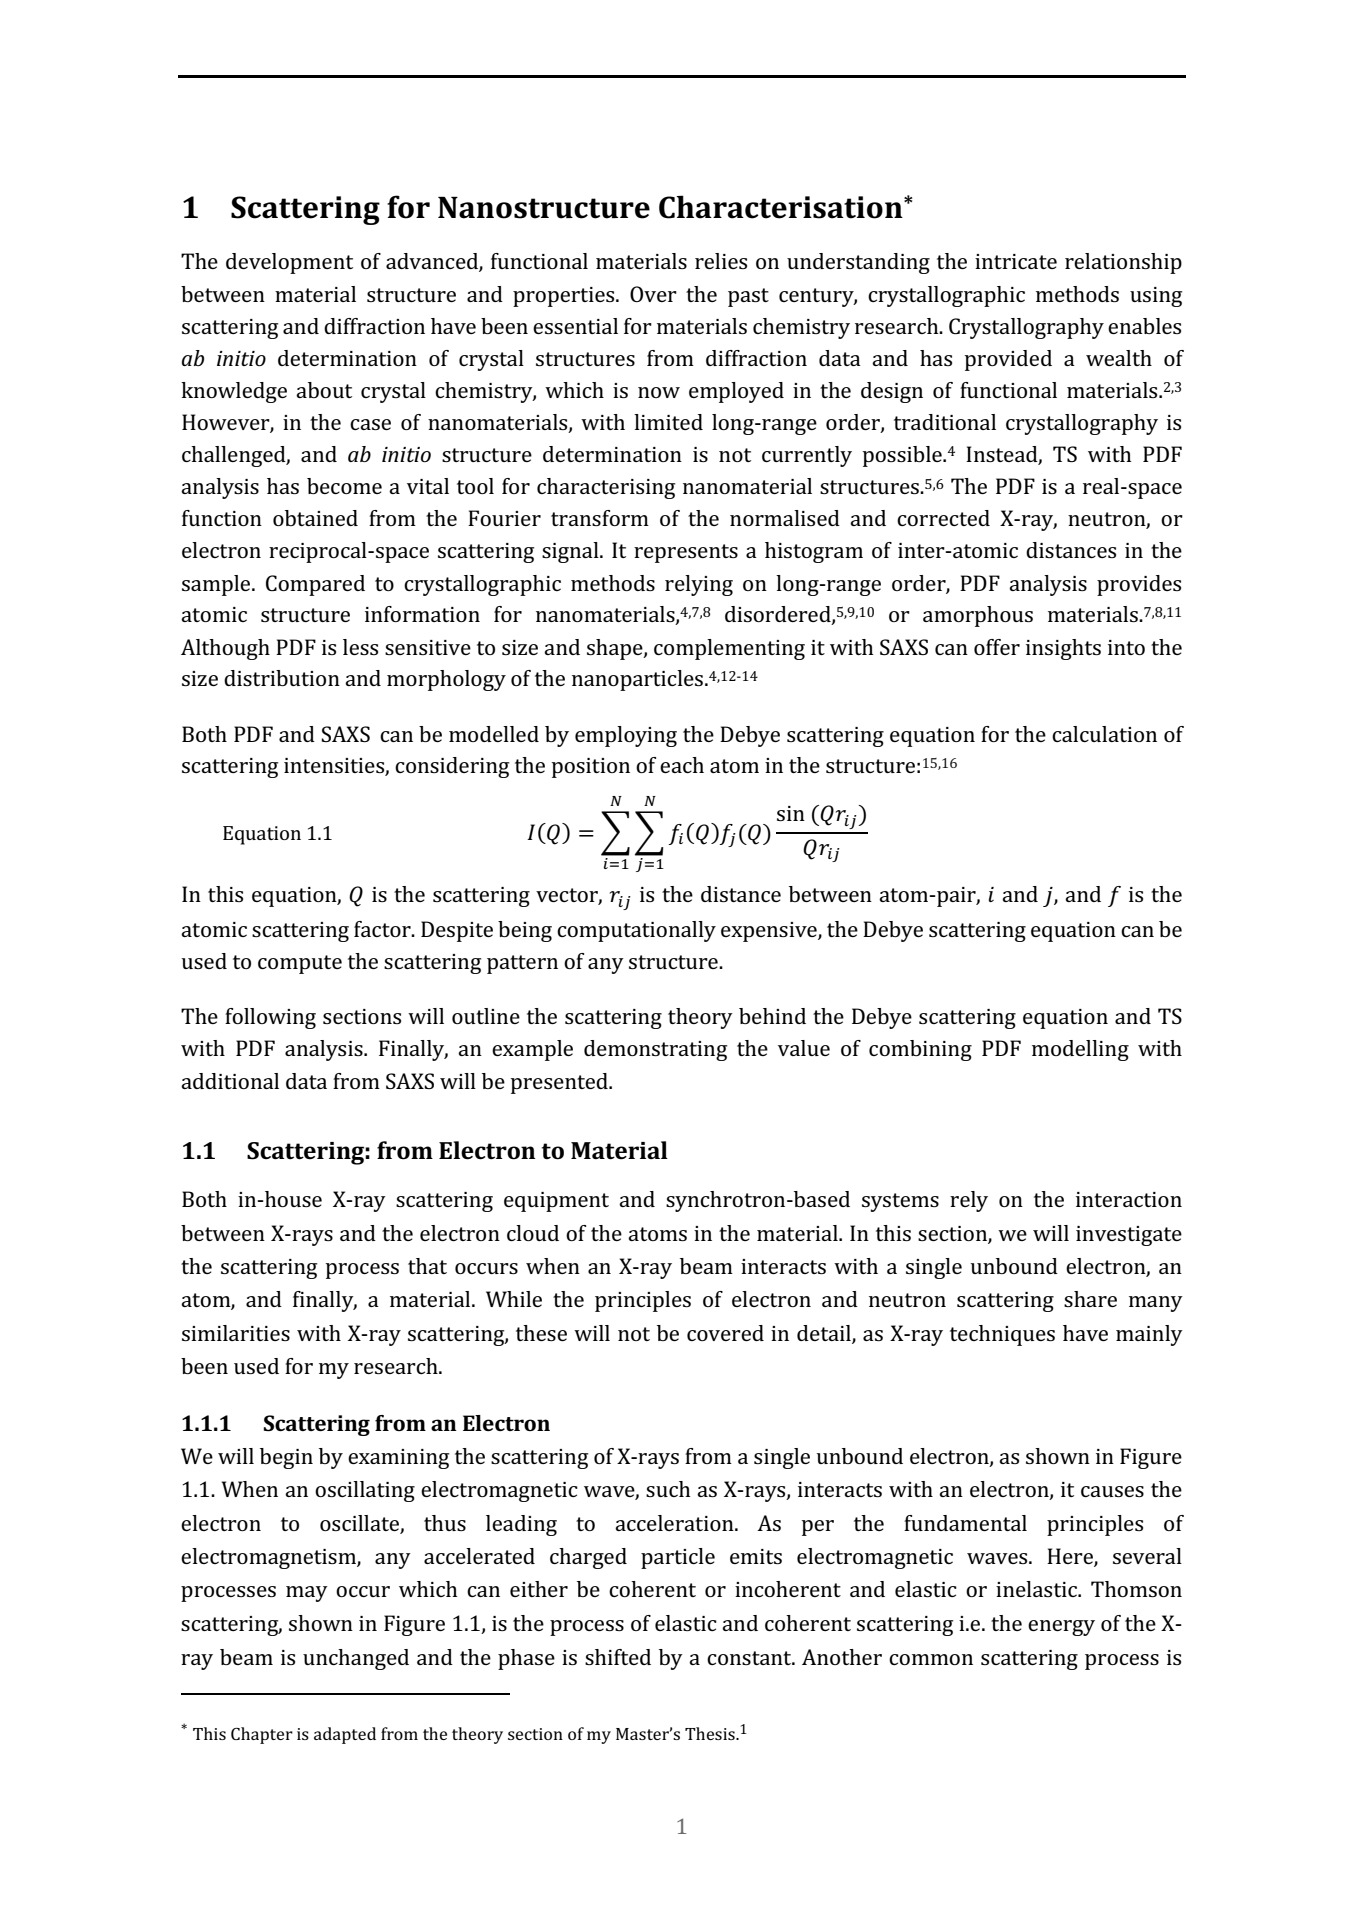 1 Scattering for Nanostructure Characterisation*
The development of advanced, functional materials relies on understanding the intricate relationship
between material structure and properties. Over the past century, crystallographic methods using
scattering and diffraction have been essential for materials chemistry research. Crystallography enables
ab initio determination of crystal structures from diffraction data and has provided a wealth of
knowledge about crystal chemistry, which is now employed in the design of functional materials.2,3
However, in the case of nanomaterials, with limited long-range order, traditional crystallography is
challenged, and ab initio structure determination is not currently possible.4 Instead, TS with PDF
analysis has become a vital tool for characterising nanomaterial structures.5,6 The PDF is a real-space
function obtained from the Fourier transform of the normalised and corrected X-ray, neutron, or
electron reciprocal-space scattering signal. It represents a histogram of inter-atomic distances in the
sample. Compared to crystallographic methods relying on long-range order, PDF analysis provides
atomic structure information for nanomaterials,4,7,8 disordered,5,9,10 or amorphous materials.7,8,11
Although PDF is less sensitive to size and shape, complementing it with SAXS can offer insights into the
size distribution and morphology of the nanoparticles.4,12-14
Both PDF and SAXS can be modelled by employing the Debye scattering equation for the calculation of
scattering intensities, considering the position of each atom in the structure:15,16
Equation 1.1 I(Q) = ∑_{i=1}^{N} ∑_{j=1}^{N} f_i(Q)f_j(Q) sin (Qr_{ij}) / Qr_{ij}
In this equation, Q is the scattering vector, r_{ij} is the distance between atom-pair, i and j, and f is the
atomic scattering factor. Despite being computationally expensive, the Debye scattering equation can be
used to compute the scattering pattern of any structure.
The following sections will outline the scattering theory behind the Debye scattering equation and TS
with PDF analysis. Finally, an example demonstrating the value of combining PDF modelling with
additional data from SAXS will be presented.
1.1 Scattering: from Electron to Material
Both in-house X-ray scattering equipment and synchrotron-based systems rely on the interaction
between X-rays and the electron cloud of the atoms in the material. In this section, we will investigate
the scattering process that occurs when an X-ray beam interacts with a single unbound electron, an
atom, and finally, a material. While the principles of electron and neutron scattering share many
similarities with X-ray scattering, these will not be covered in detail, as X-ray techniques have mainly
been used for my research.
1.1.1 Scattering from an Electron
We will begin by examining the scattering of X-rays from a single unbound electron, as shown in Figure
1.1. When an oscillating electromagnetic wave, such as X-rays, interacts with an electron, it causes the
electron to oscillate, thus leading to acceleration. As per the fundamental principles of
electromagnetism, any accelerated charged particle emits electromagnetic waves. Here, several
processes may occur which can either be coherent or incoherent and elastic or inelastic. Thomson
scattering, shown in Figure 1.1, is the process of elastic and coherent scattering i.e. the energy of the X-
ray beam is unchanged and the phase is shifted by a constant. Another common scattering process is
* This Chapter is adapted from the theory section of my Master’s Thesis.1
1